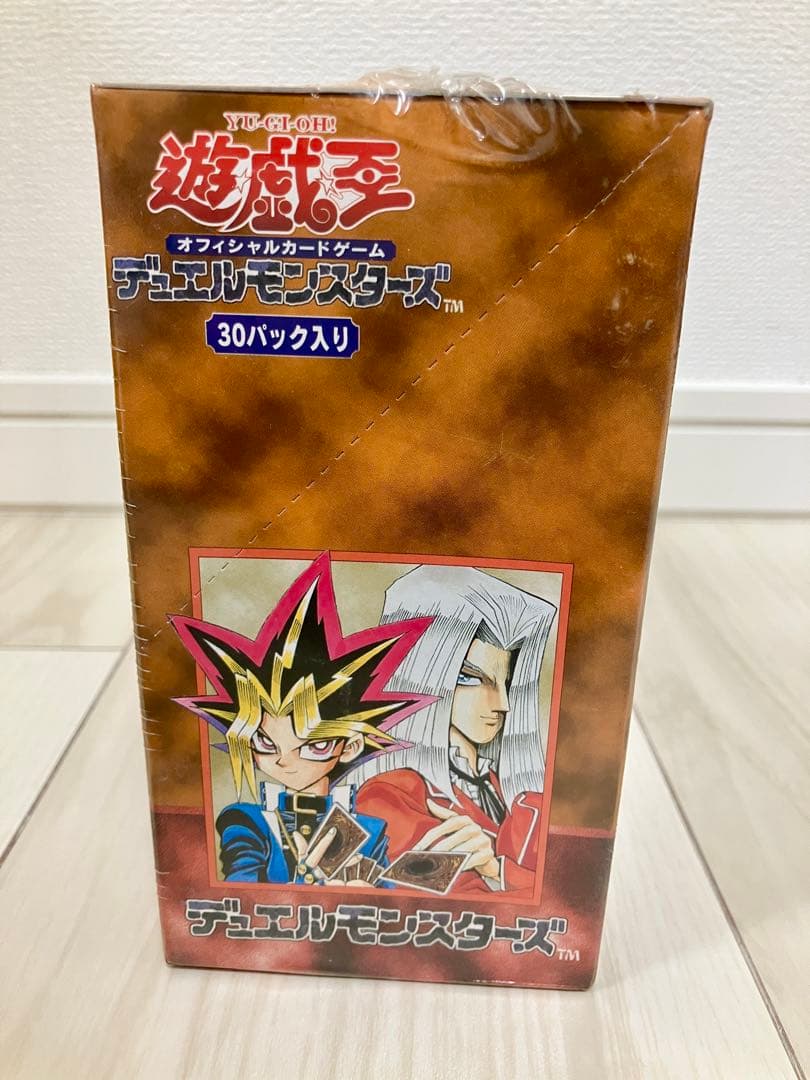 YU-GI-OH!
遊☆戯☆王
オフィシャルカードゲーム
デュエルモンスターズ™
30パック入り
デュエルモンスターズ™